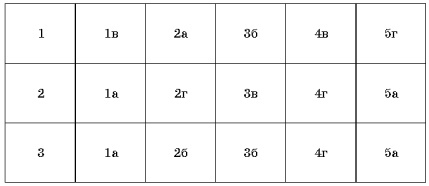 1 1в 2а 3б 4в 5г
2 1а 2г 3в 4г 5а
3 1а 2б 3б 4г 5а